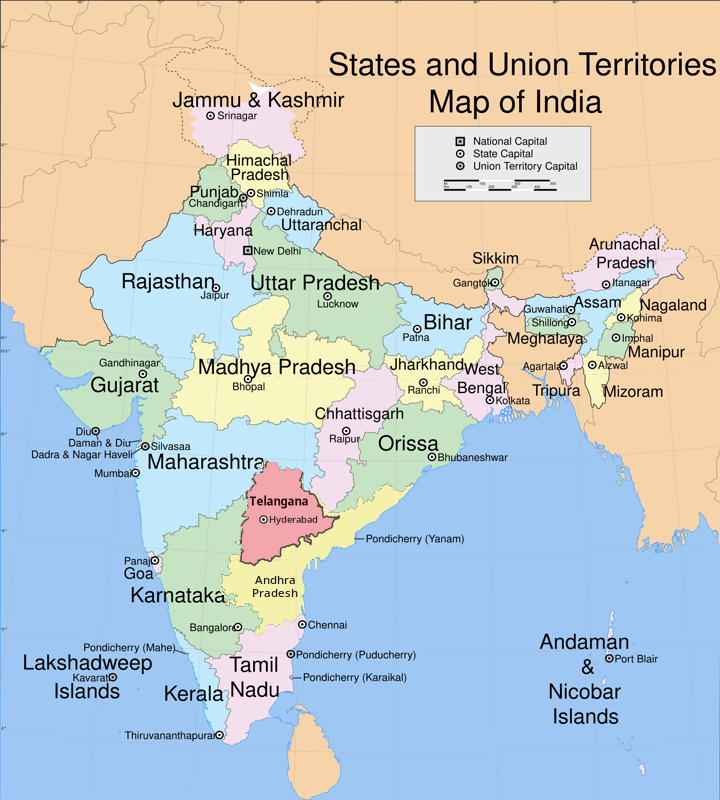 States and Union Territories
Map of India
National Capital
State Capital
Union Territory Capital
Jammu & Kashmir
Srinagar
Himachal
Pradesh
Shimla
Punjab
Chandigarh
Dehradun
Uttaranchal
Haryana
New Delhi
Rajasthan
Jaipur
Uttar Pradesh
Lucknow
Sikkim
Gangtok
Arunachal
Pradesh
Itanagar
Guwahati
Assam
Nagaland
Kohima
Shillong
Meghalaya
Imphal
Manipur
Bihar
Patna
Agartala
Tripura
Aizwal
Mizoram
Gandhinagar
Gujarat
Madhya Pradesh
Bhopal
Jharkhand
Ranchi
West
Bengal
Kolkata
Chhattisgarh
Raipur
Orissa
Bhubaneshwar
Diu
Daman & Diu
Silvasaa
Dadra & Nagar Haveli
Mumbai
Maharashtra
Telangana
Hyderabad
Pondicherry (Yanam)
Panaji
Goa
Karnataka
Andhra
Pradesh
Bangalore
Chennai
Pondicherry (Mahe)
Pondicherry (Puducherry)
Lakshadweep
Islands
Kavarati
Kerala
Tamil
Nadu
Pondicherry (Karaikal)
Thiruvananthapuram
Andaman
&
Nicobar
Islands
Port Blair